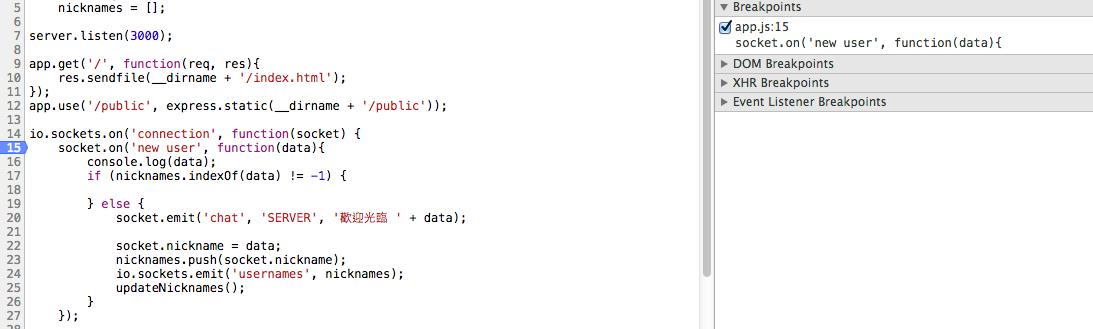 5 nicknames = [];
6
7 server.listen(3000);
8
9 app.get('/', function(req, res){
10 res.sendfile(__dirname + '/index.html');
11 });
12 app.use('/public', express.static(__dirname + '/public'));
13
14 io.sockets.on('connection', function(socket) {
15 socket.on('new user', function(data){
16 console.log(data);
17 if (nicknames.indexOf(data) != -1) {
18
19 } else {
20 socket.emit('chat', 'SERVER', '歡迎光臨 ' + data);
21
22 socket.nickname = data;
23 nicknames.push(socket.nickname);
24 io.sockets.emit('usernames', nicknames);
25 updateNicknames();
26 }
27 });
28
Breakpoints
app.js:15
socket.on('new user', function(data){
DOM Breakpoints
XHR Breakpoints
Event Listener Breakpoints